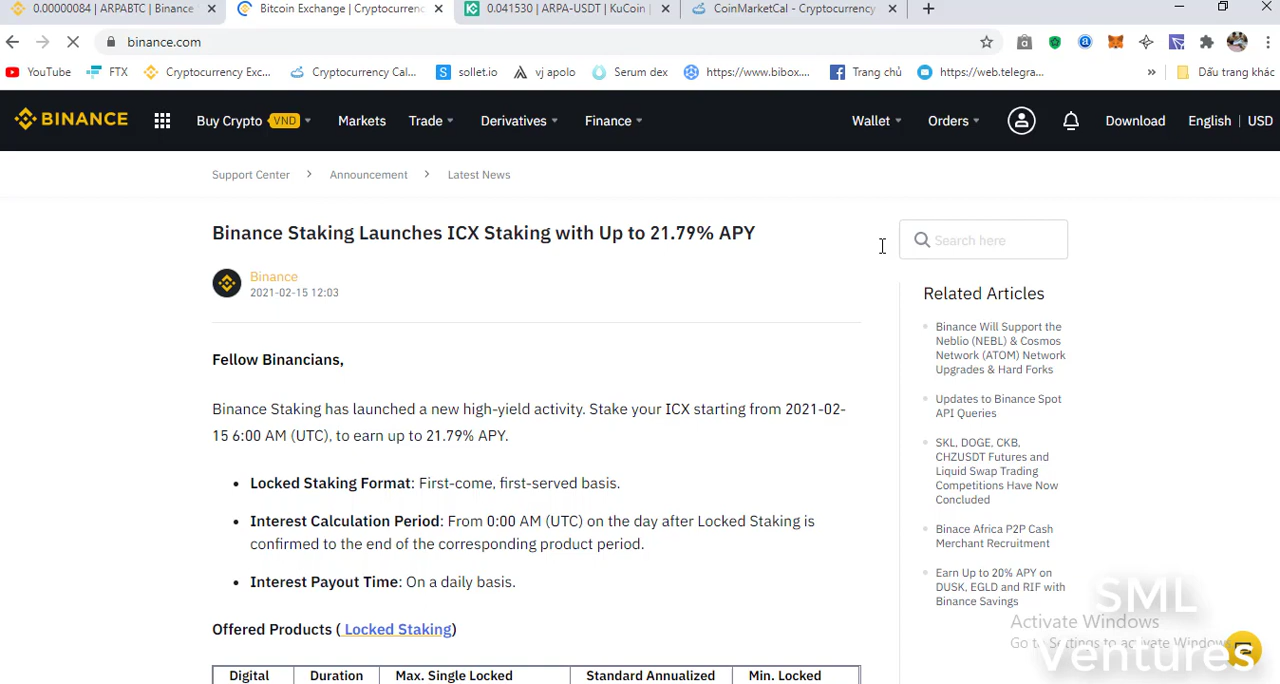 0.00000084 | ARPABTC | Binance
Bitcoin Exchange | Cryptocurrenc
0.041530 | ARPA-USDT | KuCoin |
CoinMarketCal - Cryptocurrency
binance.com
YouTube
FTX
Cryptocurrency Exc...
Cryptocurrency Cal...
sollet.io
vj apolo
Serum dex
https://www.bibox....
Trang chủ
https://web.telegra...
»
Dấu trang khác
BINANCE
Buy Crypto VND
Markets
Trade
Derivatives
Finance
Wallet
Orders
Download
English | USD
Support Center > Announcement > Latest News
Binance Staking Launches ICX Staking with Up to 21.79% APY
Binance
2021-02-15 12:03
Fellow Binancians,
Binance Staking has launched a new high-yield activity. Stake your ICX starting from 2021-02-
15 6:00 AM (UTC), to earn up to 21.79% APY.
• Locked Staking Format: First-come, first-served basis.
• Interest Calculation Period: From 0:00 AM (UTC) on the day after Locked Staking is
confirmed to the end of the corresponding product period.
• Interest Payout Time: On a daily basis.
Offered Products ( Locked Staking)
Digital
Duration
Max. Single Locked
Standard Annualized
Min. Locked
Search here
Related Articles
Binance Will Support the
Neblio (NEBL) & Cosmos
Network (ATOM) Network
Upgrades & Hard Forks
Updates to Binance Spot
API Queries
SKL, DOGE, CKB,
CHZUSDT Futures and
Liquid Swap Trading
Competitions Have Now
Concluded
Binace Africa P2P Cash
Merchant Recruitment
Earn Up to 20% APY on
DUSK, EGLD and RIF with
Binance Savings
SML
Ventures
Activate Windows
Go to Settings to activate Windows